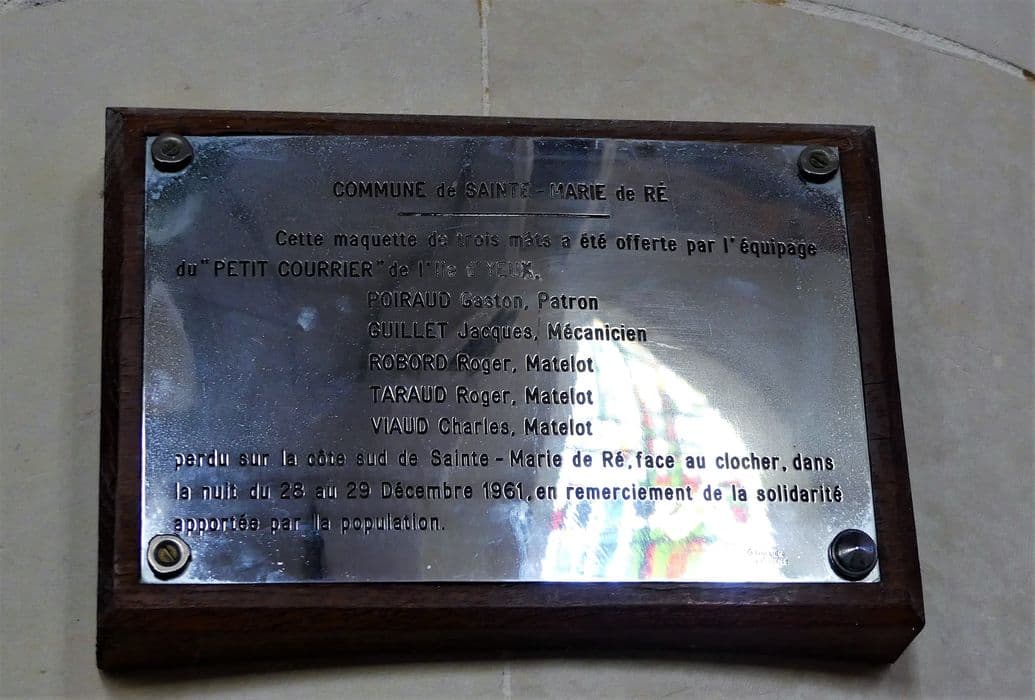 COMMUNE de SAINTE - MARIE de RÉ
Cette maquette de trois mâts a été offerte par l'équipage
du "PETIT COURRIER" de l'Ile d'YEUX.
POIRAUD Gaston, Patron
GUILLET Jacques, Mécanicien
ROBORD Roger, Matelot
TARAUD Roger, Matelot
VIAUD Charles, Matelot
perdu sur la côte sud de Sainte - Marie de Ré, face au clocher, dans
la nuit du 28 au 29 Décembre 1961, en remerciement de la solidarité
apportée par la population.